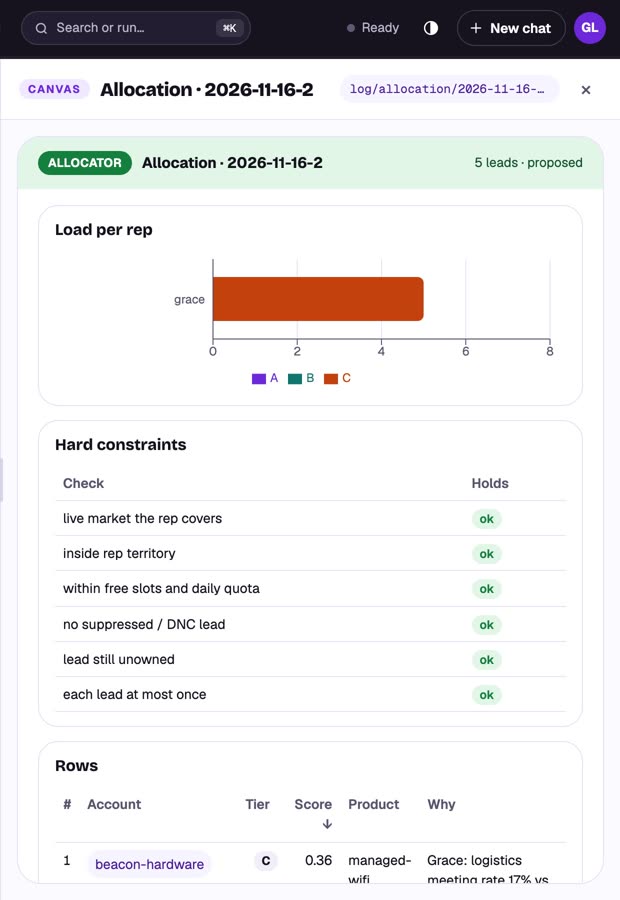 Search or run... ⌘K Ready + New chat GL
CANVAS Allocation · 2026-11-16-2 log/allocation/2026-11-16-… ×
ALLOCATOR Allocation · 2026-11-16-2 5 leads · proposed
Load per rep
grace
0 2 4 6 8
A B C
Hard constraints
Check Holds
live market the rep covers ok
inside rep territory ok
within free slots and daily quota ok
no suppressed / DNC lead ok
lead still unowned ok
each lead at most once ok
Rows
# Account Tier Score ↓ Product Why
1 beacon-hardware C 0.36 managed- Grace: logistics
wifi meeting rate 17% vs